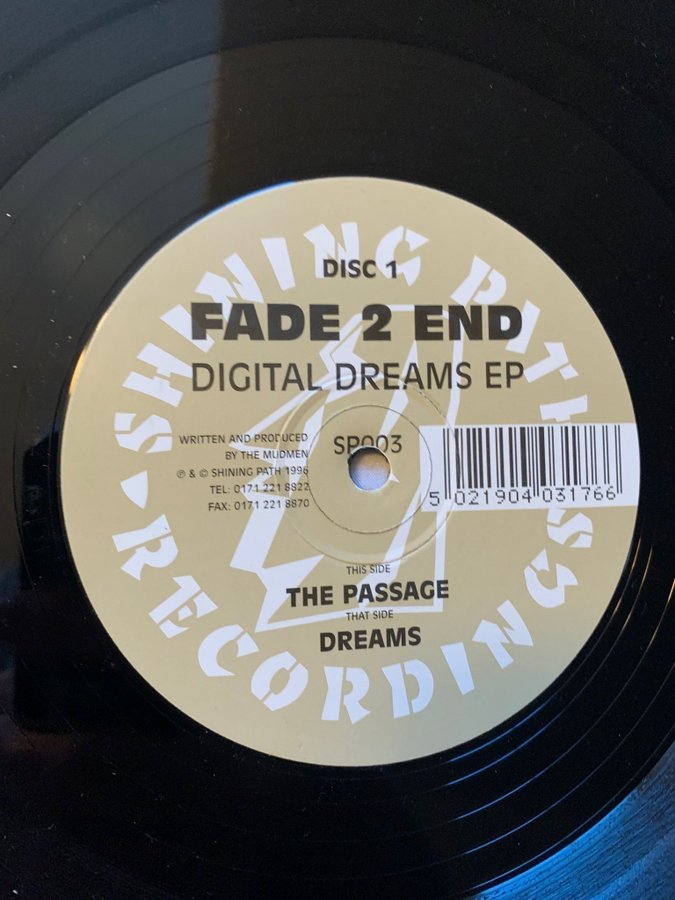 SHINING PATH
RECORDINGS
DISC 1
FADE 2 END
DIGITAL DREAMS EP
WRITTEN AND PRODUCED
BY THE MUDMEN
℗ & © SHINING PATH 1996
TEL: 0171 221 8822
FAX: 0171 221 8870
SP003
5 021904 031766
THIS SIDE
THE PASSAGE
THAT SIDE
DREAMS